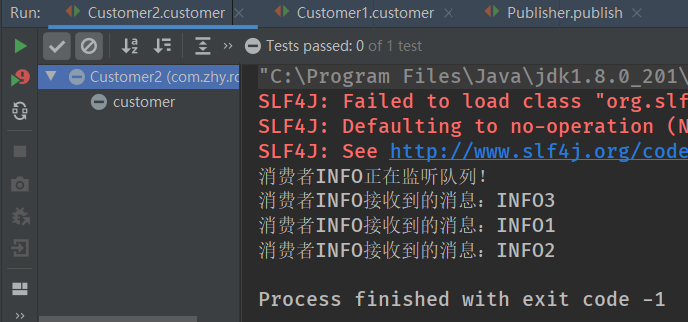 Run: Customer2.customer × Customer1.customer × Publisher.publish ×
» Tests passed: 0 of 1 test
Customer2 (com.zhy.
customer
"C:\Program Files\Java\jdk1.8.0_201\
SLF4J: Failed to load class "org.slf
SLF4J: Defaulting to no-operation (N
SLF4J: See http://www.slf4j.org/code
消费者INFO正在监听队列!
消费者INFO接收到的消息：INFO3
消费者INFO接收到的消息：INFO1
消费者INFO接收到的消息：INFO2
Process finished with exit code -1